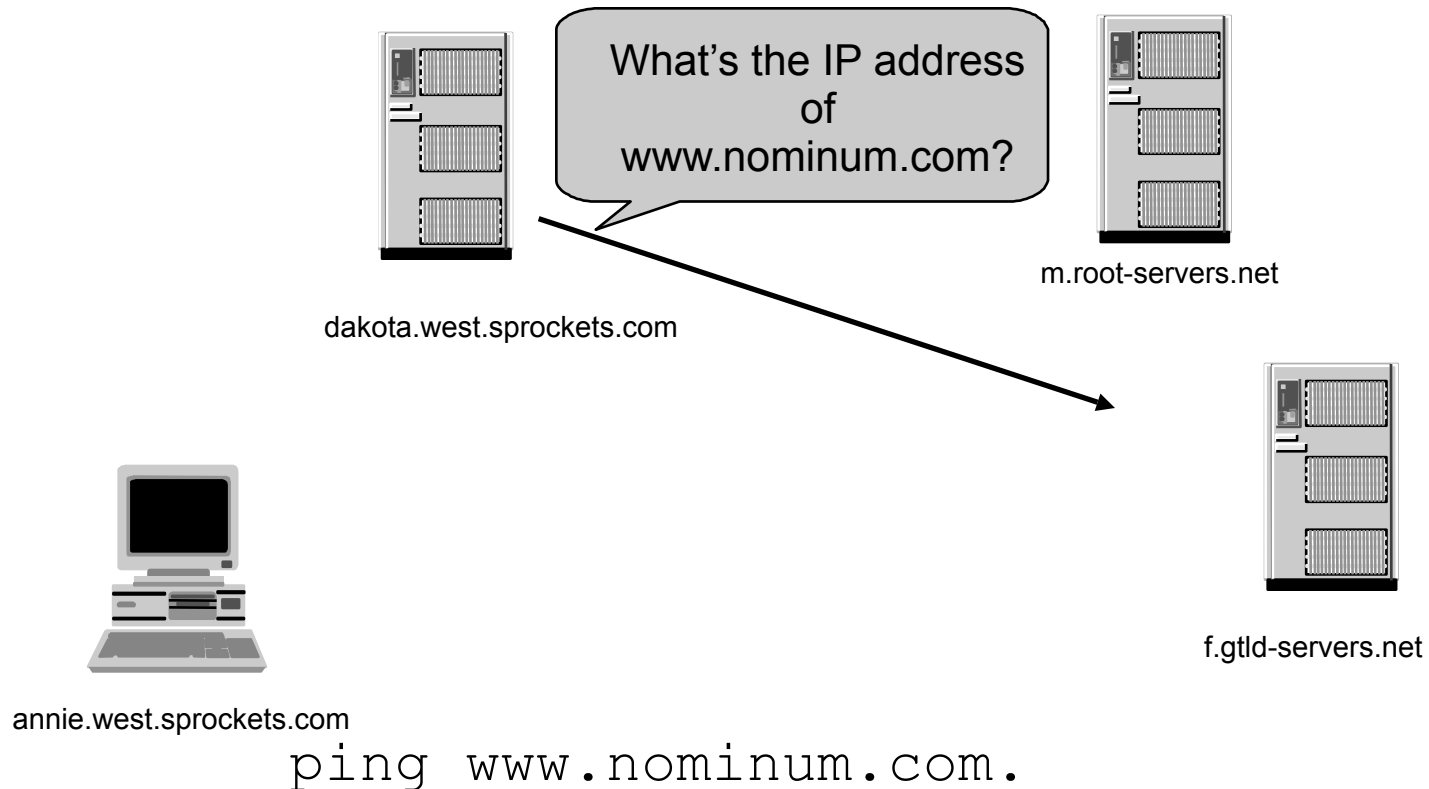 What’s the IP address
of
www.nominum.com?
m.root-servers.net
dakota.west.sprockets.com
f.gtld-servers.net
annie.west.sprockets.com
ping www.nominum.com.